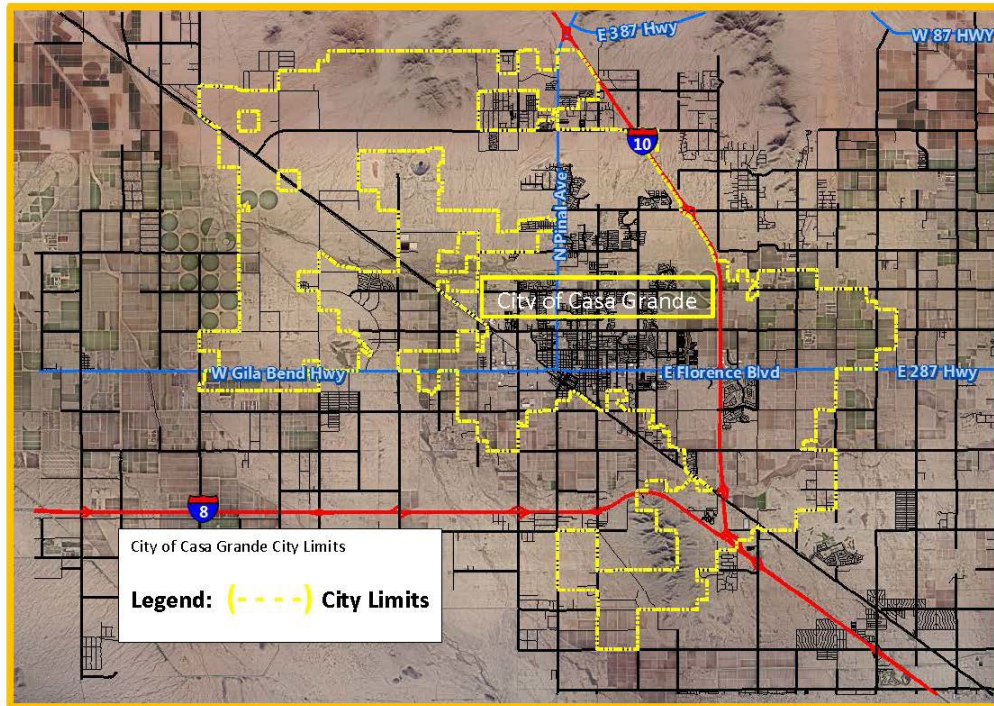 E 387 Hwy
W 87 HWY
10
N Pinal Ave
City of Casa Grande
W Gila Bend Hwy
E Florence Blvd
E 287 Hwy
8
City of Casa Grande City Limits
Legend: (----) City Limits